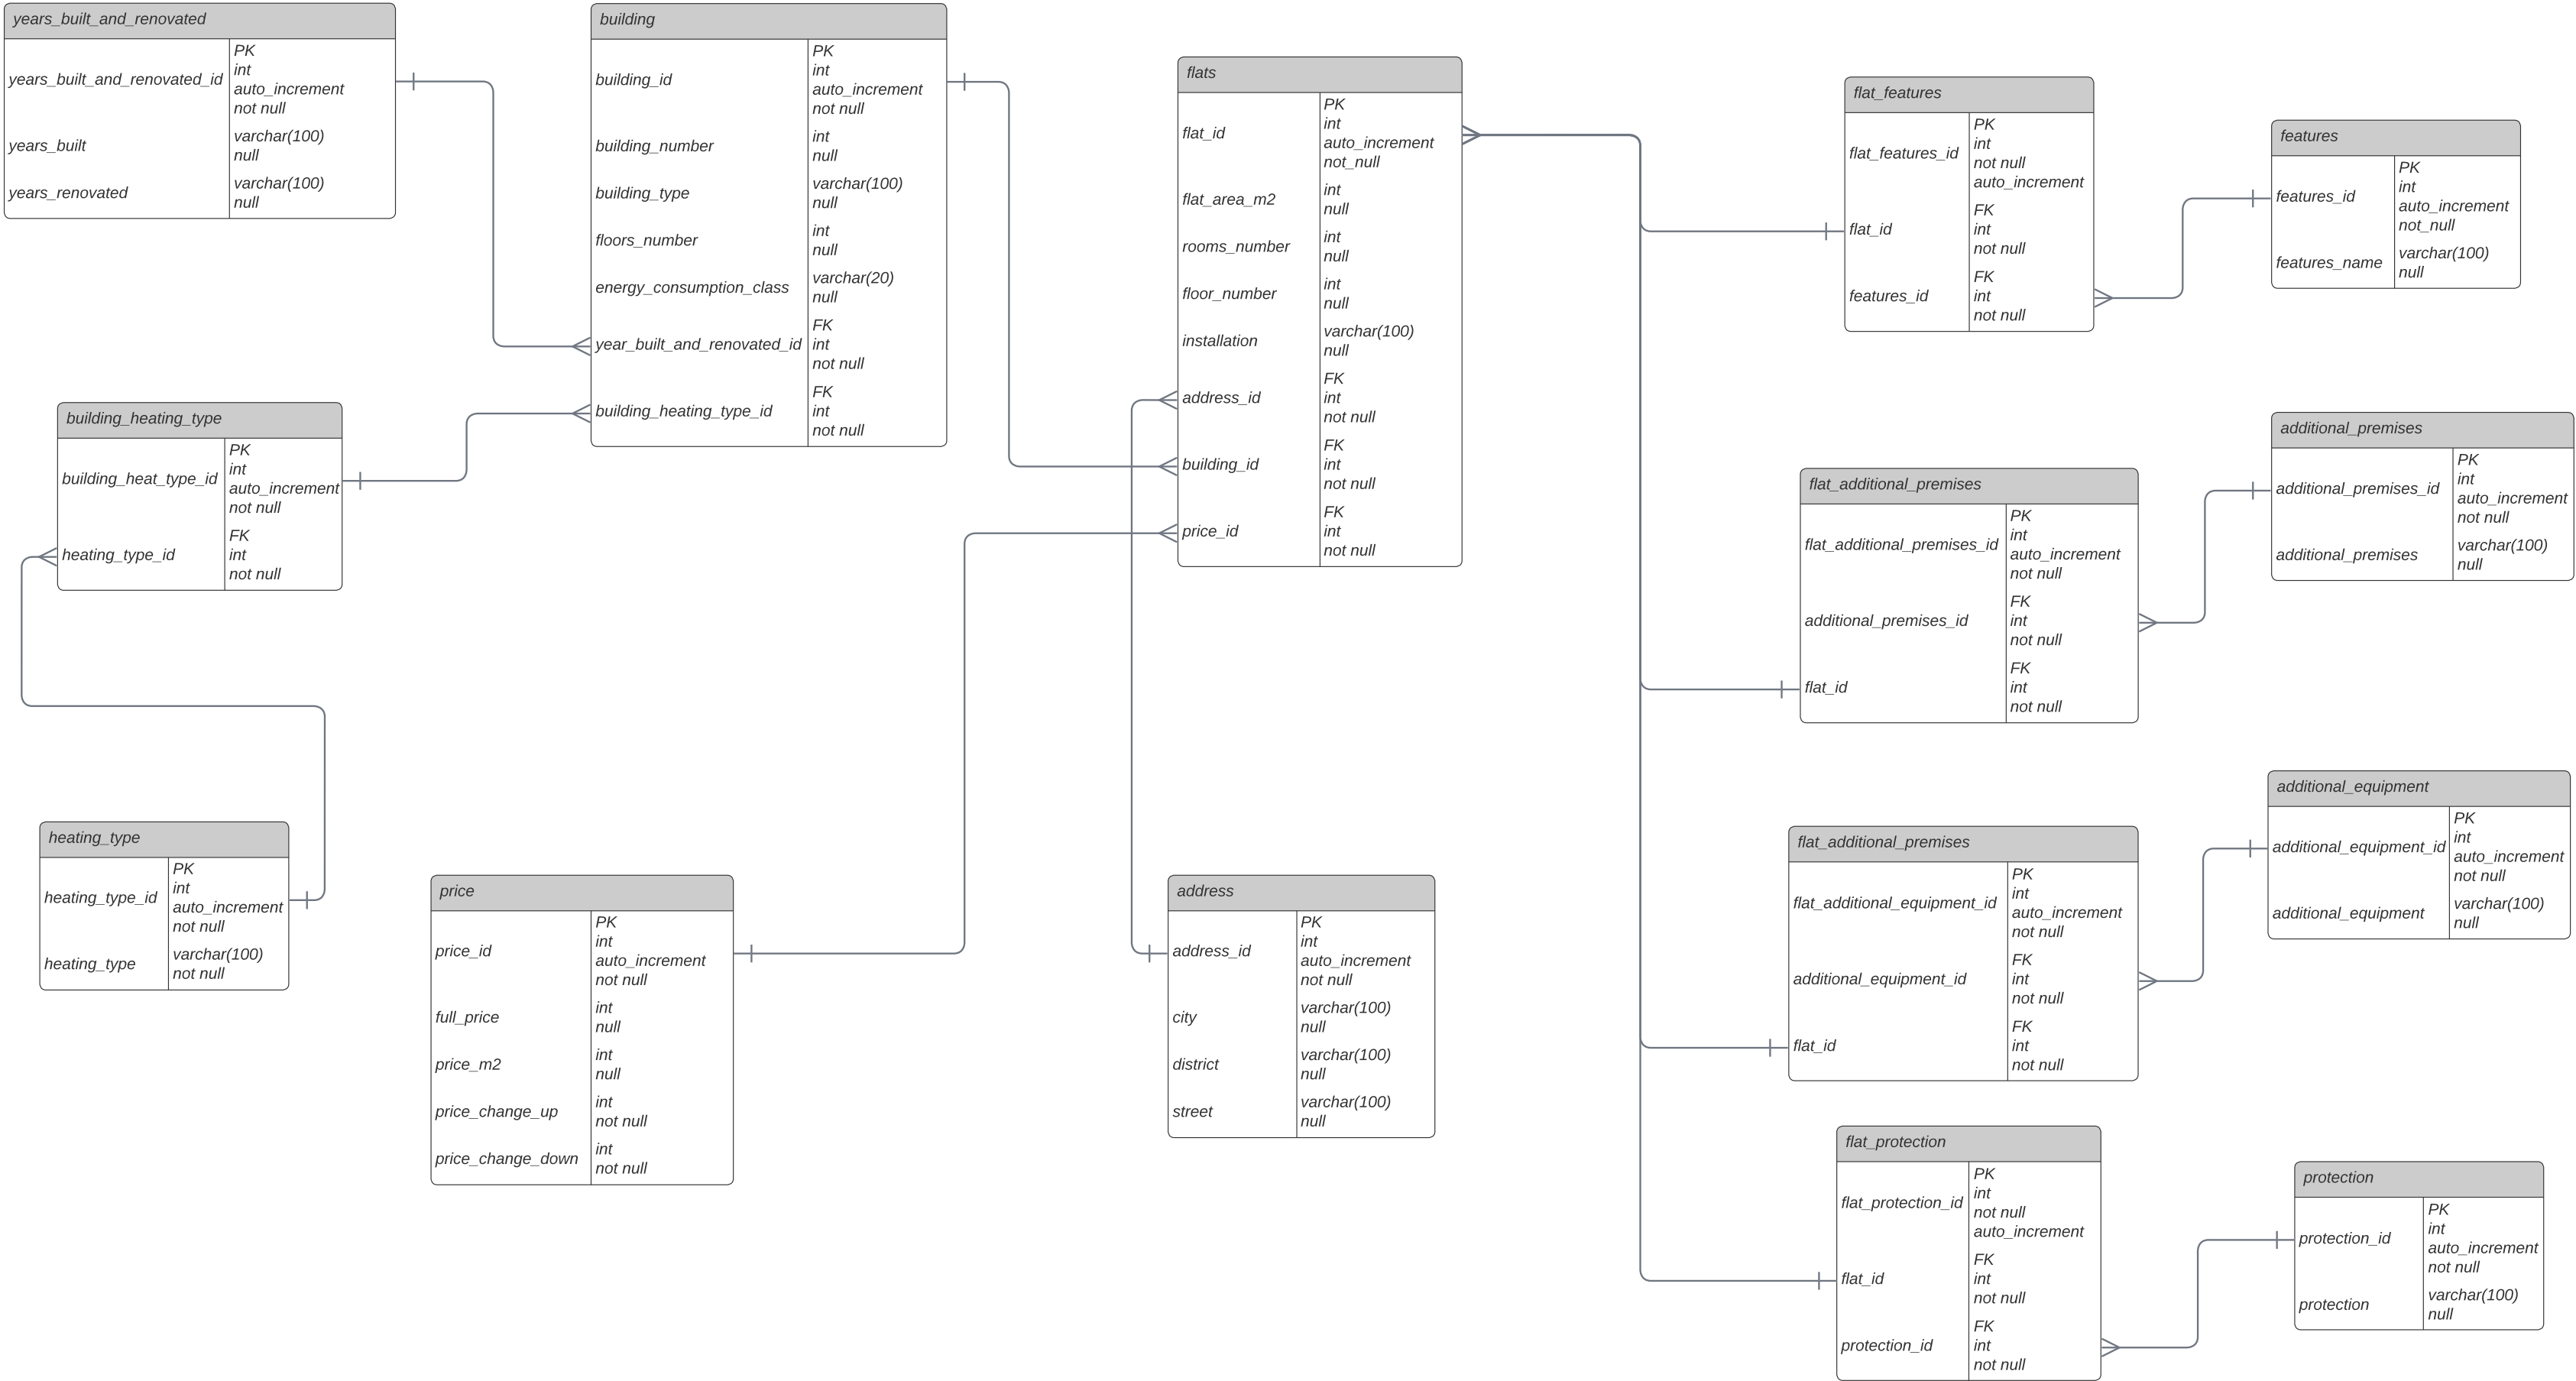 years_built_and_renovated
years_built_and_renovated_id
PK
int
auto_increment
not null
years_built
varchar(100)
null
years_renovated
varchar(100)
null
building
building_id
PK
int
auto_increment
not null
building_number
int
null
building_type
varchar(100)
null
floors_number
int
null
energy_consumption_class
varchar(20)
null
year_built_and_renovated_id
FK
int
not null
building_heating_type_id
FK
int
not null
flats
flat_id
PK
int
auto_increment
not_null
flat_area_m2
int
null
rooms_number
int
null
floor_number
int
null
installation
varchar(100)
null
address_id
FK
int
not null
building_id
FK
int
not null
price_id
FK
int
not null
flat_features
flat_features_id
PK
int
not null
auto_increment
flat_id
FK
int
not null
features_id
FK
int
not null
features
features_id
PK
int
auto_increment
not_null
features_name
varchar(100)
null
building_heating_type
building_heat_type_id
PK
int
auto_increment
not null
heating_type_id
FK
int
not null
flat_additional_premises
flat_additional_premises_id
PK
int
auto_increment
not null
additional_premises_id
FK
int
not null
flat_id
FK
int
not null
additional_premises
additional_premises_id
PK
int
auto_increment
not null
additional_premises
varchar(100)
null
heating_type
heating_type_id
PK
int
auto_increment
not null
heating_type
varchar(100)
not null
price
price_id
PK
int
auto_increment
not null
full_price
int
null
price_m2
int
null
price_change_up
int
not null
price_change_down
int
not null
address
address_id
PK
int
auto_increment
not null
city
varchar(100)
null
district
varchar(100)
null
street
varchar(100)
null
flat_additional_premises
flat_additional_equipment_id
PK
int
auto_increment
not null
additional_equipment_id
FK
int
not null
flat_id
FK
int
not null
additional_equipment
additional_equipment_id
PK
int
auto_increment
not null
additional_equipment
varchar(100)
null
flat_protection
flat_protection_id
PK
int
not null
auto_increment
flat_id
FK
int
not null
protection_id
FK
int
not null
protection
protection_id
PK
int
auto_increment
not null
protection
varchar(100)
null